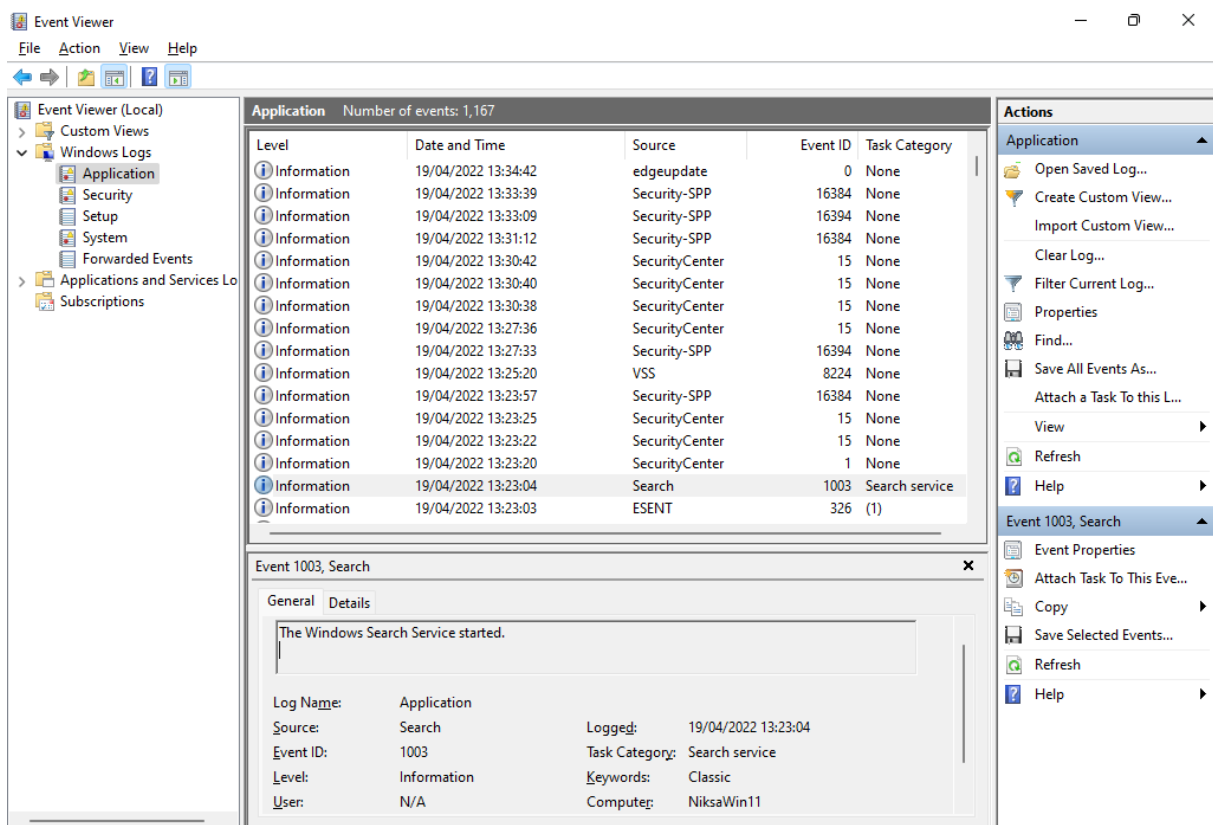 Event Viewer
File Action View Help
Event Viewer (Local)
Custom Views
Windows Logs
Application
Security
Setup
System
Forwarded Events
Applications and Services Lo
Subscriptions
Application Number of events: 1,167
Level Date and Time Source Event ID Task Category
Information 19/04/2022 13:34:42 edgeupdate 0 None
Information 19/04/2022 13:33:39 Security-SPP 16384 None
Information 19/04/2022 13:33:09 Security-SPP 16394 None
Information 19/04/2022 13:31:12 Security-SPP 16384 None
Information 19/04/2022 13:30:42 SecurityCenter 15 None
Information 19/04/2022 13:30:40 SecurityCenter 15 None
Information 19/04/2022 13:30:38 SecurityCenter 15 None
Information 19/04/2022 13:27:36 SecurityCenter 15 None
Information 19/04/2022 13:27:33 Security-SPP 16394 None
Information 19/04/2022 13:25:20 VSS 8224 None
Information 19/04/2022 13:23:57 Security-SPP 16384 None
Information 19/04/2022 13:23:25 SecurityCenter 15 None
Information 19/04/2022 13:23:22 SecurityCenter 15 None
Information 19/04/2022 13:23:20 SecurityCenter 1 None
Information 19/04/2022 13:23:04 Search 1003 Search service
Information 19/04/2022 13:23:03 ESENT 326 (1)
Event 1003, Search
General Details
The Windows Search Service started.
Log Name: Application
Source: Search Logged: 19/04/2022 13:23:04
Event ID: 1003 Task Category: Search service
Level: Information Keywords: Classic
User: N/A Computer: NiksaWin11
Actions
Application
Open Saved Log...
Create Custom View...
Import Custom View...
Clear Log...
Filter Current Log...
Properties
Find...
Save All Events As...
Attach a Task To this L...
View
Refresh
Help
Event 1003, Search
Event Properties
Attach Task To This Eve...
Copy
Save Selected Events...
Refresh
Help